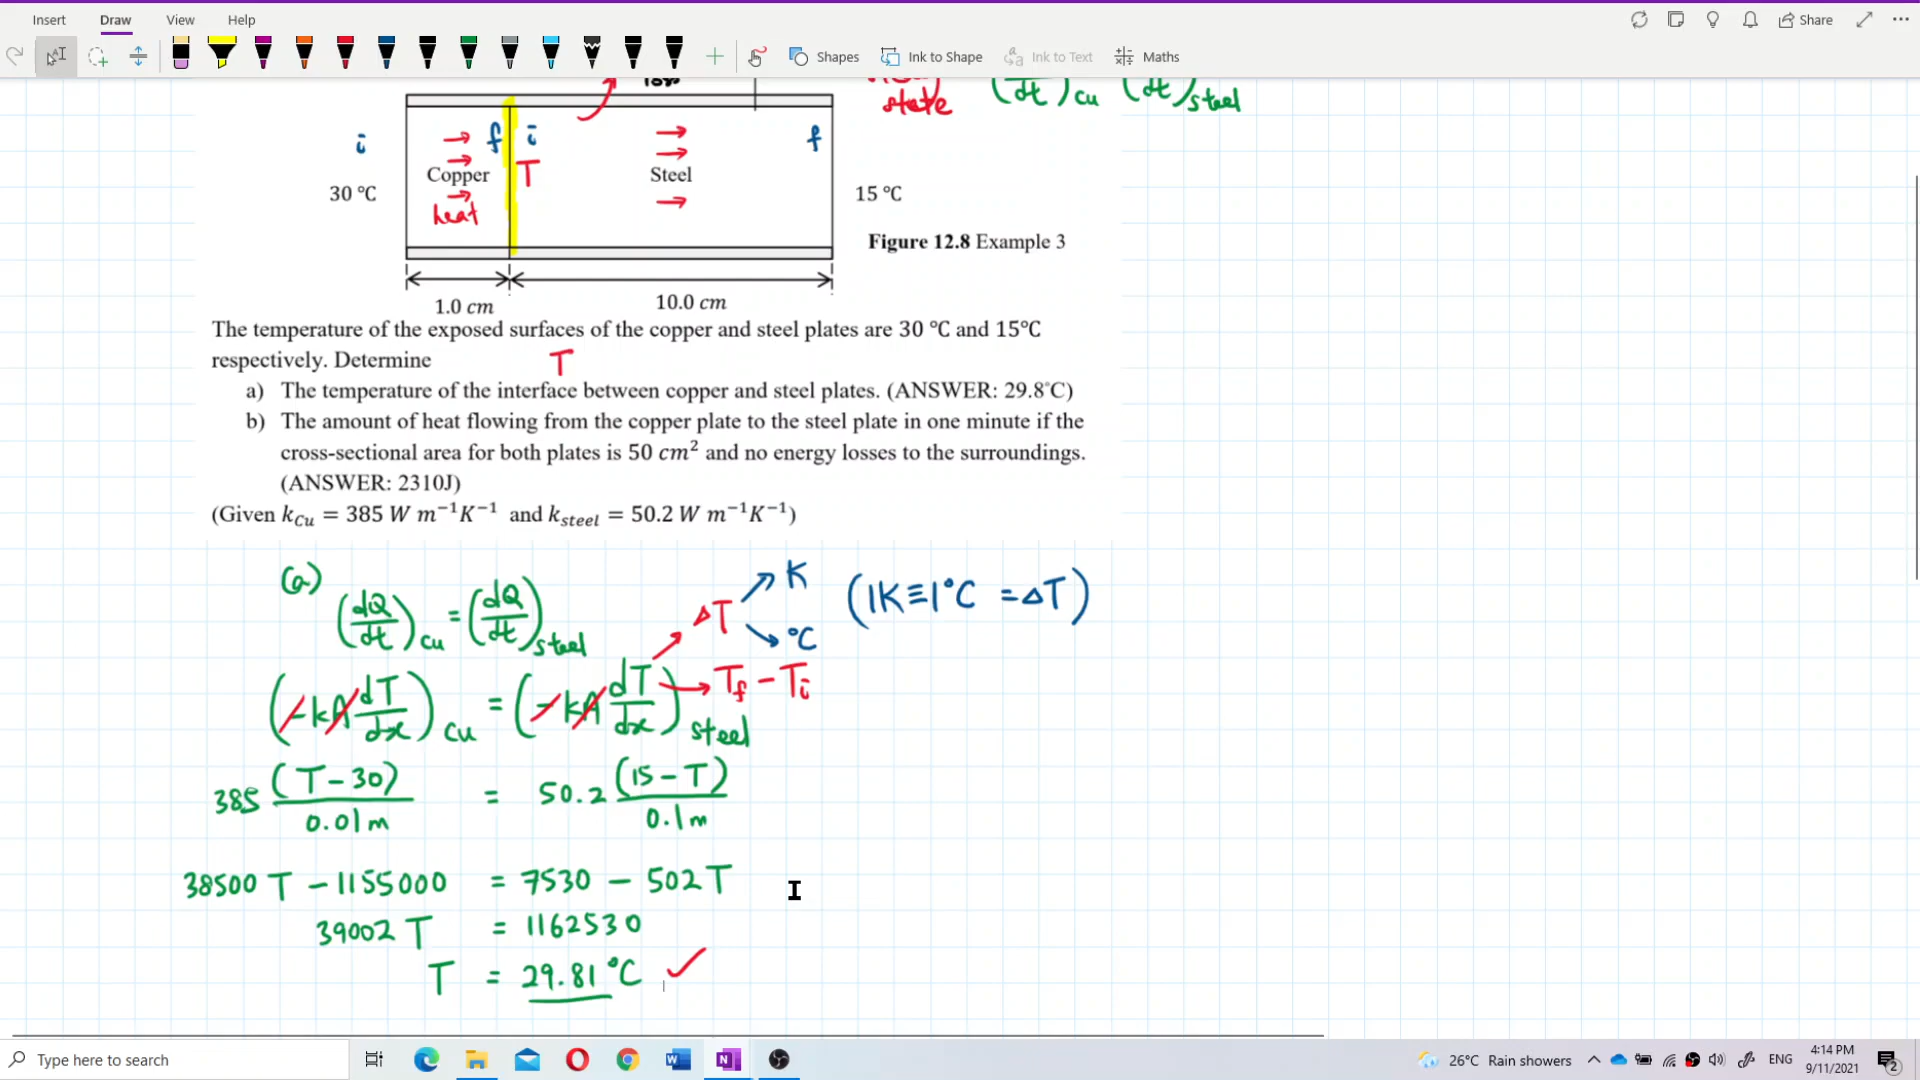 Insert Draw View Help
Shapes Ink to Shape Ink to Text Maths Share
state (dt)cu (dt)steel
i f i f
T
Copper Steel
30 °C 15 °C
heat
Figure 12.8 Example 3
1.0 cm 10.0 cm
The temperature of the exposed surfaces of the copper and steel plates are 30 °C and 15°C
respectively. Determine
T
a) The temperature of the interface between copper and steel plates. (ANSWER: 29.8°C)
b) The amount of heat flowing from the copper plate to the steel plate in one minute if the
cross-sectional area for both plates is 50 cm² and no energy losses to the surroundings.
(ANSWER: 2310J)
(Given k_Cu = 385 W m⁻¹K⁻¹ and k_steel = 50.2 W m⁻¹K⁻¹)
(a) (dQ/dt)cu = (dQ/dt)steel ΔT K °C (1K≡1°C = ΔT)
(-kA dT/dx)cu = (-kA dT/dx)steel Tf - Ti
385 (T-30)/0.01m = 50.2 (15-T)/0.1m
38500 T - 1155000 = 7530 - 502 T
39002 T = 1162530
T = 29.81 °C ✓
Type here to search 26°C Rain showers ENG 4:14 PM
9/11/2021 2